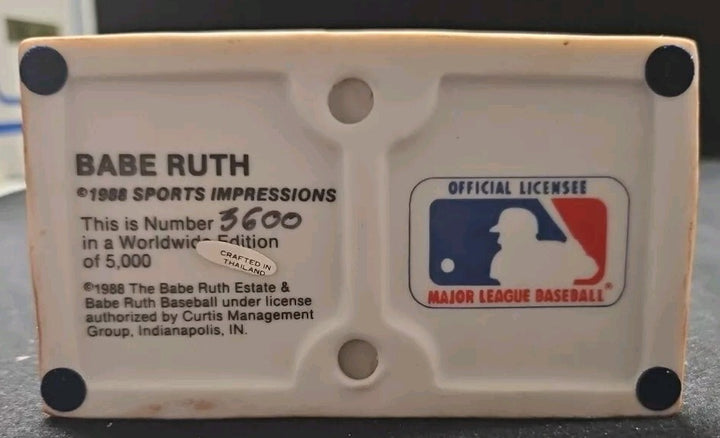 BABE RUTH
©1988 SPORTS IMPRESSIONS
This is Number 3600
in a Worldwide Edition
of 5,000
CRAFTED IN
THAILAND
©1988 The Babe Ruth Estate &
Babe Ruth Baseball under license
authorized by Curtis Management
Group, Indianapolis, IN.
OFFICIAL LICENSEE
MAJOR LEAGUE BASEBALL®